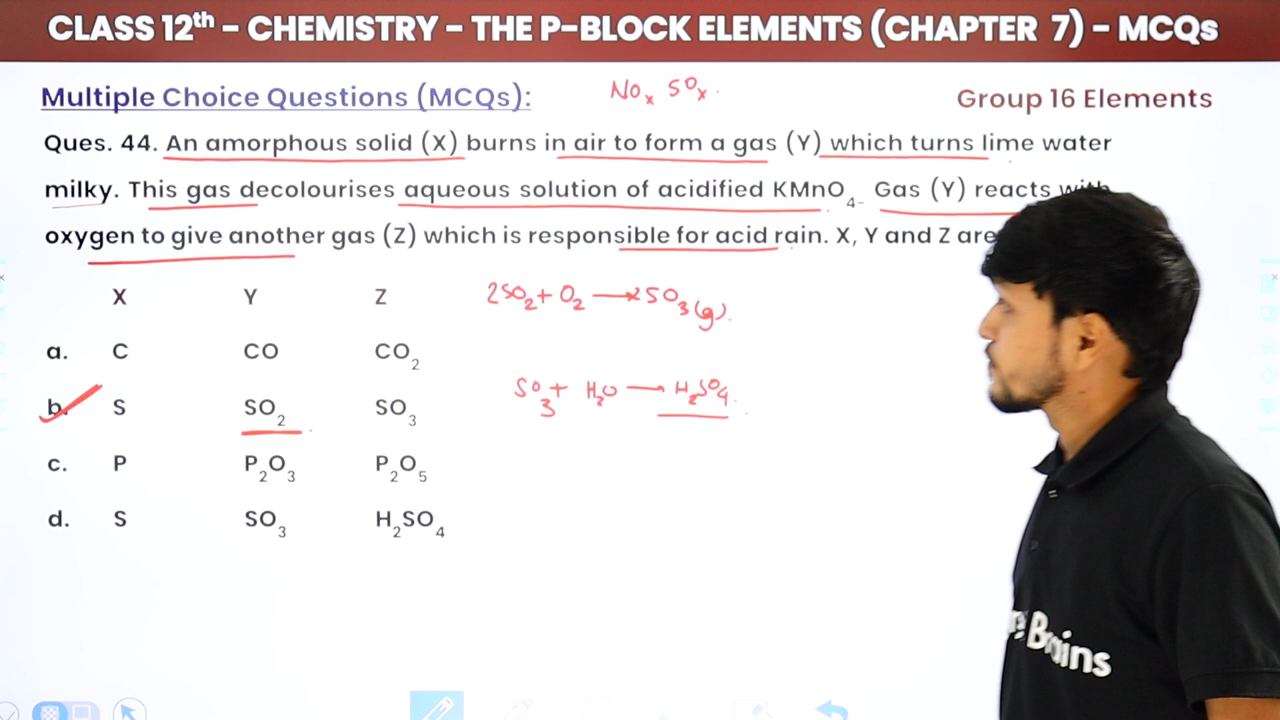 CLASS 12th – CHEMISTRY – THE P-BLOCK ELEMENTS (CHAPTER 7) – MCQs
Multiple Choice Questions (MCQs):
NOx SOx.
Group 16 Elements
Ques. 44. An amorphous solid (X) burns in air to form a gas (Y) which turns lime water
milky. This gas decolourises aqueous solution of acidified KMnO4- Gas (Y) reacts with
oxygen to give another gas (Z) which is responsible for acid rain. X, Y and Z are
X Y Z
2SO2 + O2 → 2SO3(g).
a. C CO CO2
SO3 + H2O → H2SO4.
b. S SO2 SO3
c. P P2O3 P2O5
d. S SO3 H2SO4
Brains